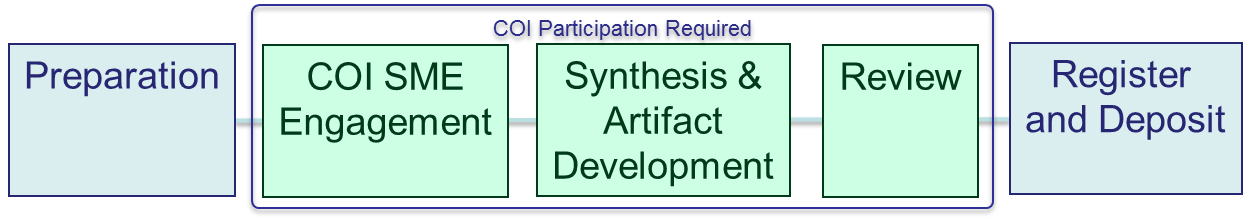 COI Participation Required
Preparation
COI SME
Engagement
Synthesis &
Artifact
Development
Review
Register
and Deposit